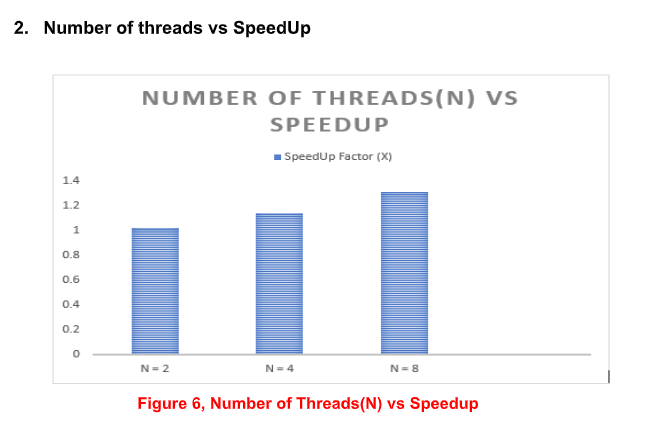 2. Number of threads vs SpeedUp
NUMBER OF THREADS(N) VS
SPEEDUP
SpeedUp Factor (X)
1.4
1.2
1
0.8
0.6
0.4
0.2
0
N = 2 N = 4 N = 8
Figure 6, Number of Threads(N) vs Speedup